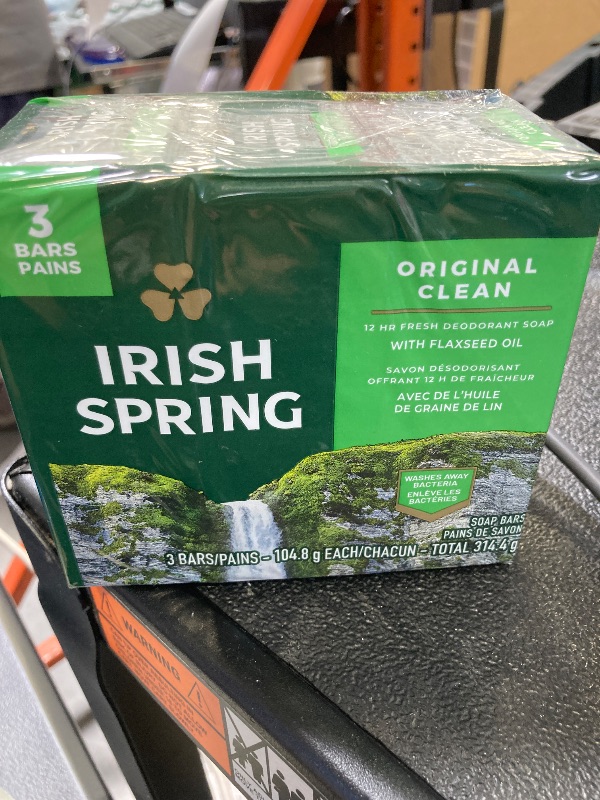 IRISH
IRISH
3
BARS
PAINS
IRISH
SPRING
ORIGINAL
CLEAN
12 HR FRESH DEODORANT SOAP
WITH FLAXSEED OIL
SAVON DÉSODORISANT
OFFRANT 12 H DE FRAÎCHEUR
AVEC DE L'HUILE
DE GRAINE DE LIN
WASHES AWAY
BACTERIA
ENLÈVE LES
BACTÉRIES
SOAP BARS
PAINS DE SAVON
3 BARS/PAINS – 104.8 g EACH/CHACUN – TOTAL 314.4 g
WARNING